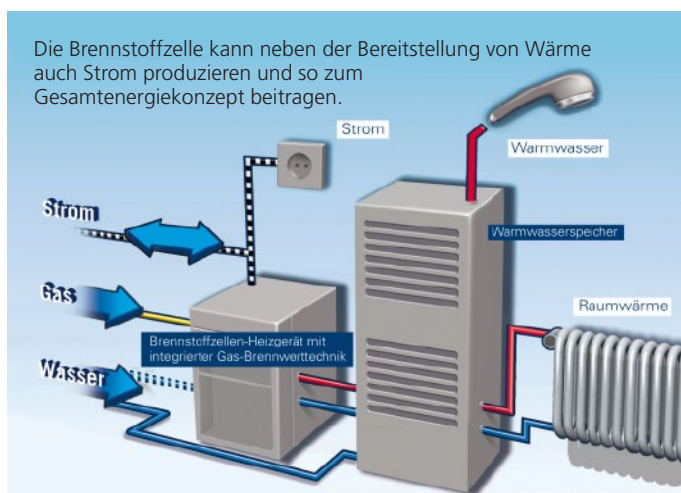 Die Brennstoffzelle kann neben der Bereitstellung von Wärme
auch Strom produzieren und so zum
Gesamtenergiekonzept beitragen.
Strom
Warmwasser
Strom
Warmwasserspeicher
Gas
Raumwärme
Brennstoffzellen-Heizgerät mit
integrierter Gas-Brennwerttechnik
Wasser